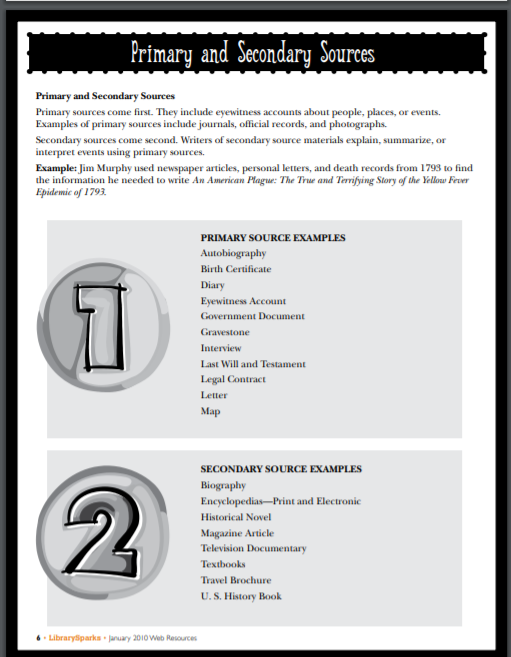 Primary and Secondary Sources
Primary and Secondary Sources
Primary sources come first. They include eyewitness accounts about people, places, or events.
Examples of primary sources include journals, official records, and photographs.
Secondary sources come second. Writers of secondary source materials explain, summarize, or
interpret events using primary sources.
Example: Jim Murphy used newspaper articles, personal letters, and death records from 1793 to find
the information he needed to write An American Plague: The True and Terrifying Story of the Yellow Fever
Epidemic of 1793.
1
PRIMARY SOURCE EXAMPLES
Autobiography
Birth Certificate
Diary
Eyewitness Account
Government Document
Gravestone
Interview
Last Will and Testament
Legal Contract
Letter
Map
2
SECONDARY SOURCE EXAMPLES
Biography
Encyclopedias—Print and Electronic
Historical Novel
Magazine Article
Television Documentary
Textbooks
Travel Brochure
U. S. History Book
6 • LibrarySparks • January 2010 Web Resources